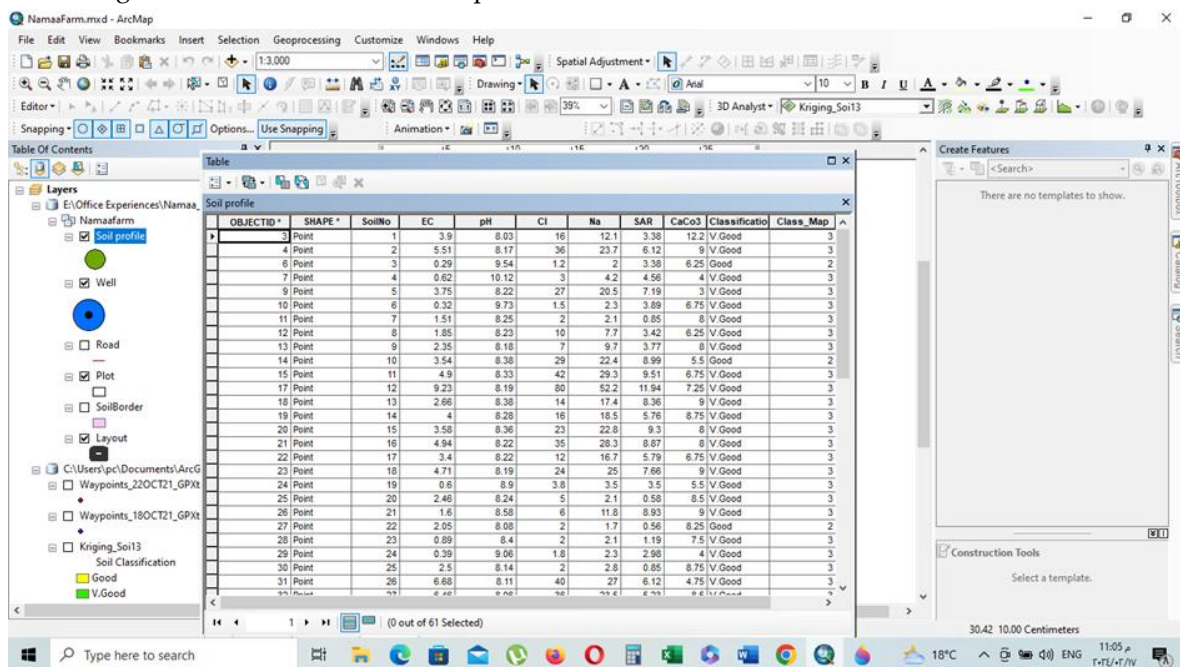 NamaaFarm.mxd - ArcMap
File Edit View Bookmarks Insert Selection Geoprocessing Customize Windows Help
1:3,000 Spatial Adjustment
Drawing A Arial 10 B I U A
Editor 39% 3D Analyst Kriging_Soi13
Snapping Options... Use Snapping Animation
Table Of Contents
Layers
E:\Office Experiences\Namaa_
Namaafarm
Soil profile
Well
Road
Plot
SoilBorder
Layout
C:\Users\pc\Documents\ArcG
Waypoints_22OCT21_GPXt
Waypoints_18OCT21_GPXt
Kriging_Soi13
Soil Classification
Good
V.Good
Table
Soil profile
OBJECTID * SHAPE * SoilNo EC pH Cl Na SAR CaCo3 Classificatio Class_Map
3 Point 1 3.9 8.03 16 12.1 3.38 12.2 V.Good 3
4 Point 2 5.51 8.17 36 23.7 6.12 9 V.Good 3
6 Point 3 0.29 9.54 1.2 2 3.38 6.25 Good 2
7 Point 4 0.62 10.12 3 4.2 4.56 4 V.Good 3
9 Point 5 3.75 8.22 27 20.5 7.19 3 V.Good 3
10 Point 6 0.32 9.73 1.5 2.3 3.89 6.75 V.Good 3
11 Point 7 1.51 8.25 2 2.1 0.85 8 V.Good 3
12 Point 8 1.85 8.23 10 7.7 3.42 6.25 V.Good 3
13 Point 9 2.35 8.18 7 9.7 3.77 8 V.Good 3
14 Point 10 3.54 8.38 29 22.4 8.99 5.5 Good 2
15 Point 11 4.9 8.33 42 29.3 9.51 6.75 V.Good 3
17 Point 12 9.23 8.19 80 52.2 11.94 7.25 V.Good 3
18 Point 13 2.66 8.38 14 17.4 8.36 9 V.Good 3
19 Point 14 4 8.28 16 18.5 5.76 8.75 V.Good 3
20 Point 15 3.58 8.36 23 22.8 9.3 8 V.Good 3
21 Point 16 4.94 8.22 35 28.3 8.87 8 V.Good 3
22 Point 17 3.4 8.22 12 16.7 5.79 6.75 V.Good 3
23 Point 18 4.71 8.19 24 25 7.66 9 V.Good 3
24 Point 19 0.6 8.9 3.8 3.5 3.5 5.5 V.Good 3
25 Point 20 2.46 8.24 5 2.1 0.58 8.5 V.Good 3
26 Point 21 1.6 8.58 6 11.8 8.93 9 V.Good 3
27 Point 22 2.05 8.08 2 1.7 0.56 8.25 Good 2
28 Point 23 0.89 8.4 2 2.1 1.19 7.5 V.Good 3
29 Point 24 0.39 9.06 1.8 2.3 2.98 4 V.Good 3
30 Point 25 2.5 8.14 2 2.8 0.85 8.75 V.Good 3
31 Point 26 6.68 8.11 40 27 6.12 4.75 V.Good 3
1 (0 out of 61 Selected)
Create Features
<Search>
There are no templates to show.
Construction Tools
Select a template.
ArcToolbox
Catalog
Search
30.42 10.00 Centimeters
Type here to search
18°C ENG 11:05 م